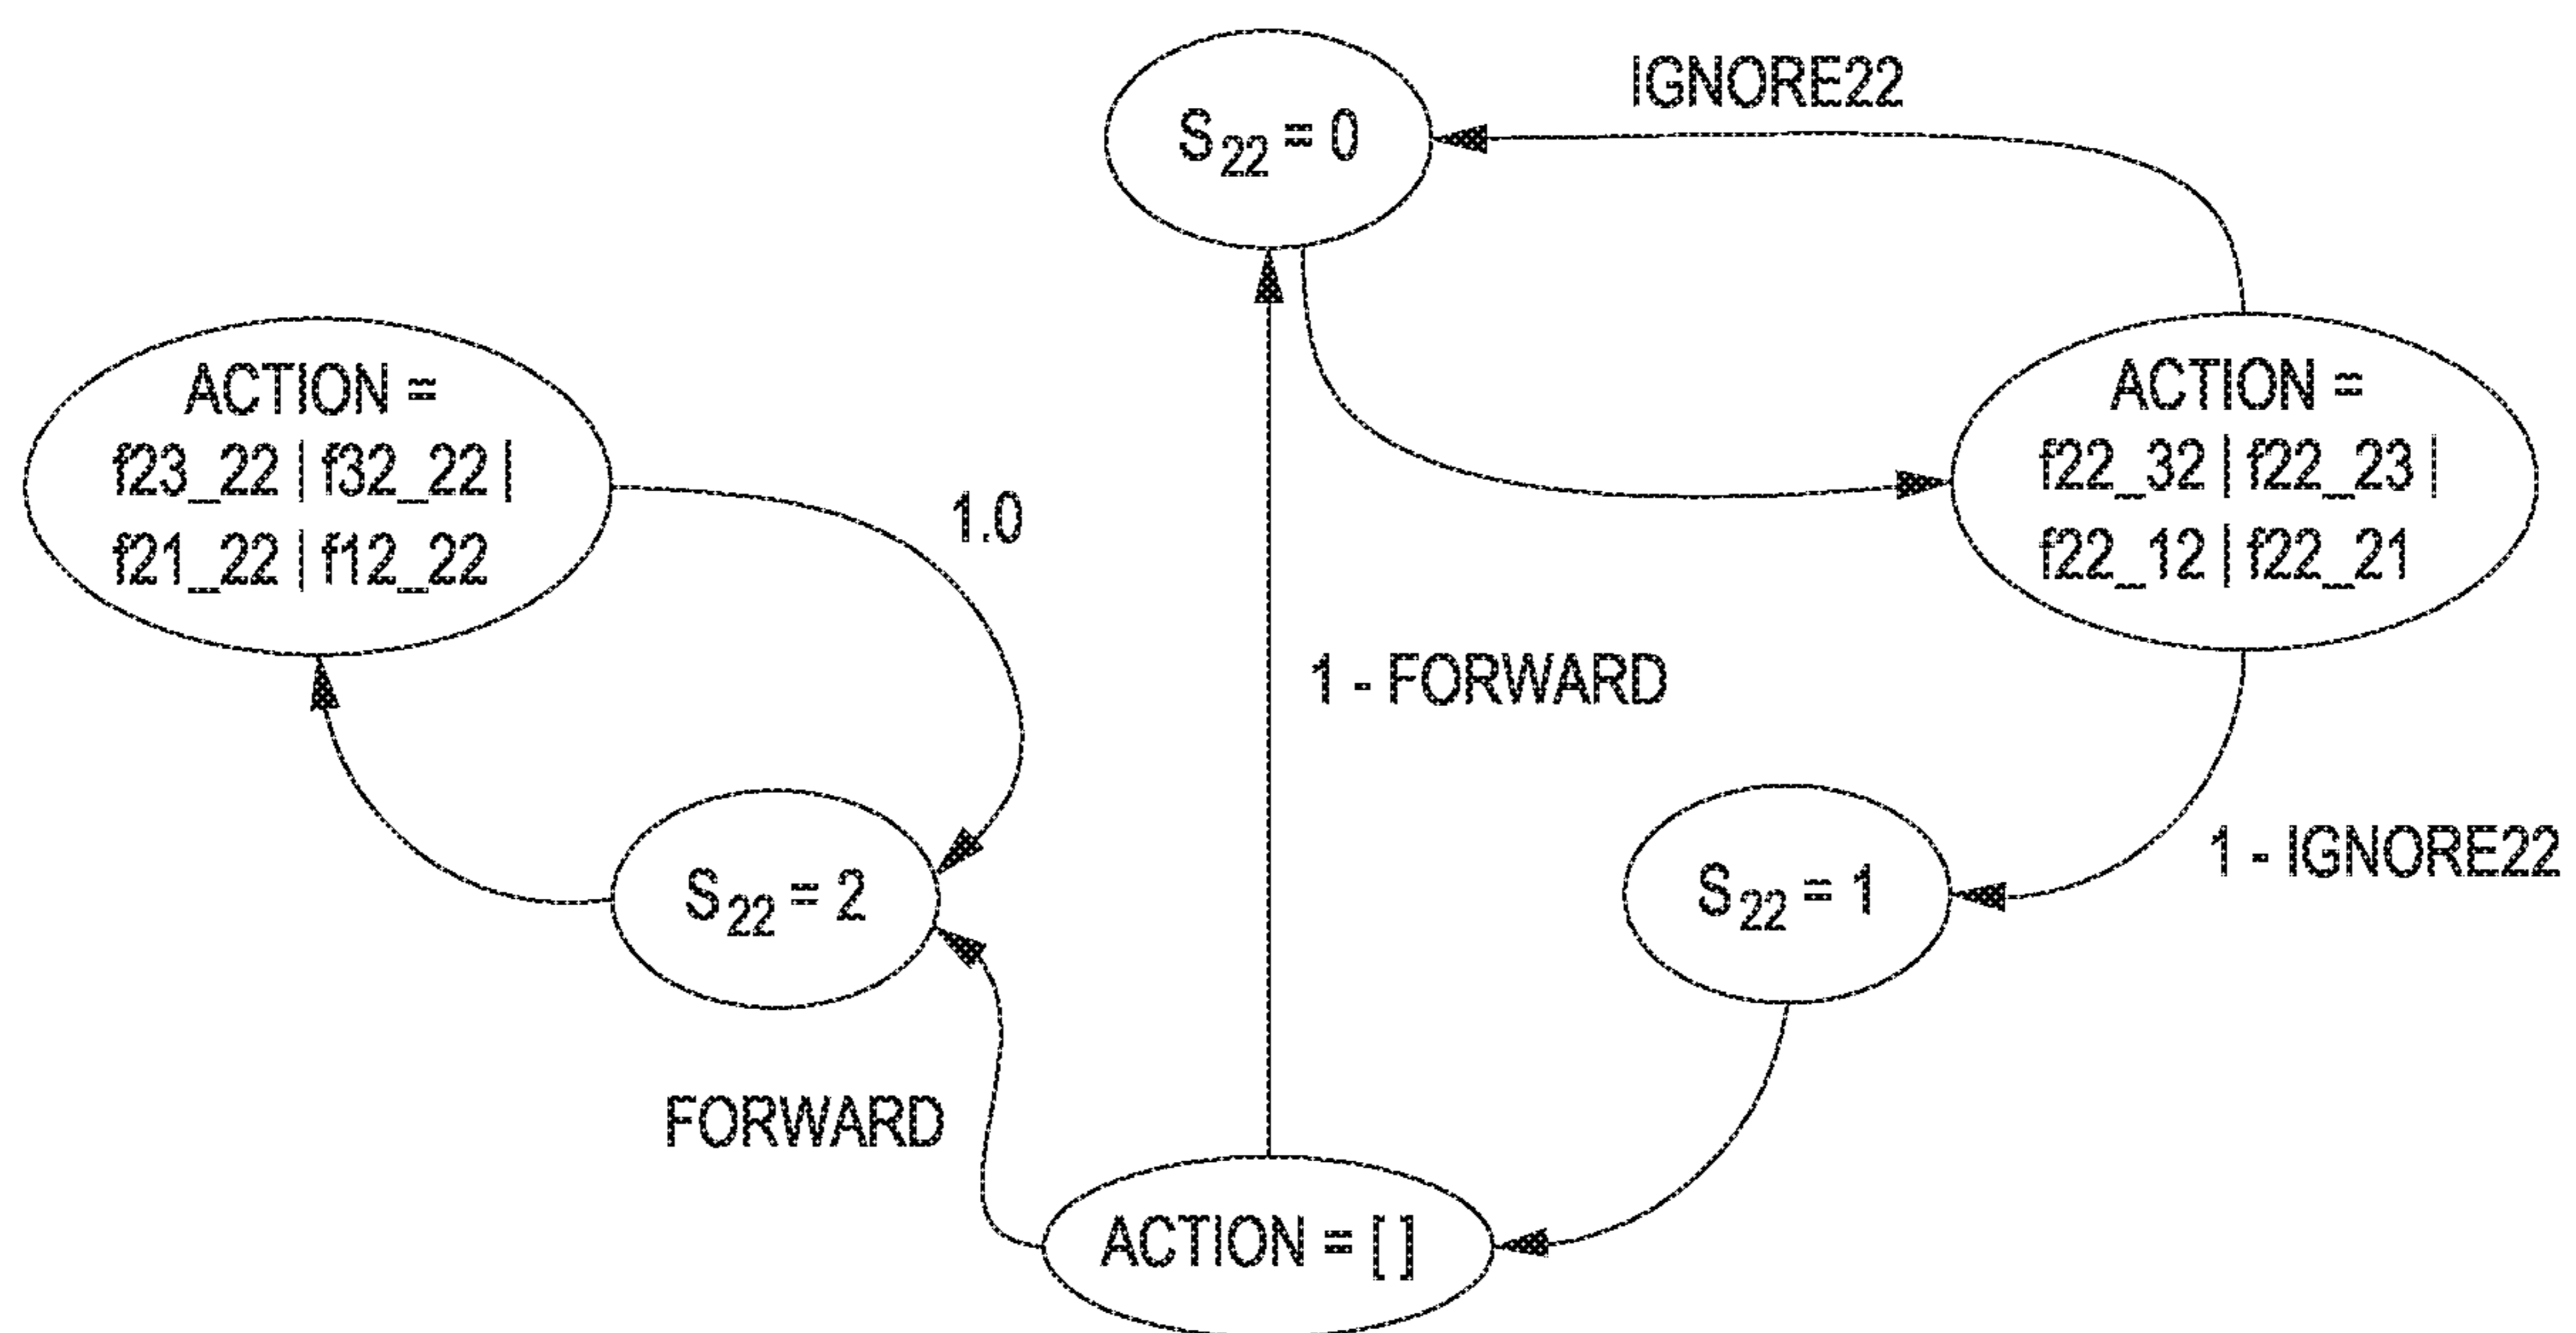 IGNORE22
S22 = 0
ACTION =
f23_22 | f32_22 |
f21_22 | f12_22
ACTION =
f22_32 | f22_23 |
f22_12 | f22_21
1.0
1 - FORWARD
1 - IGNORE22
S22 = 2
S22 = 1
FORWARD
ACTION = [ ]